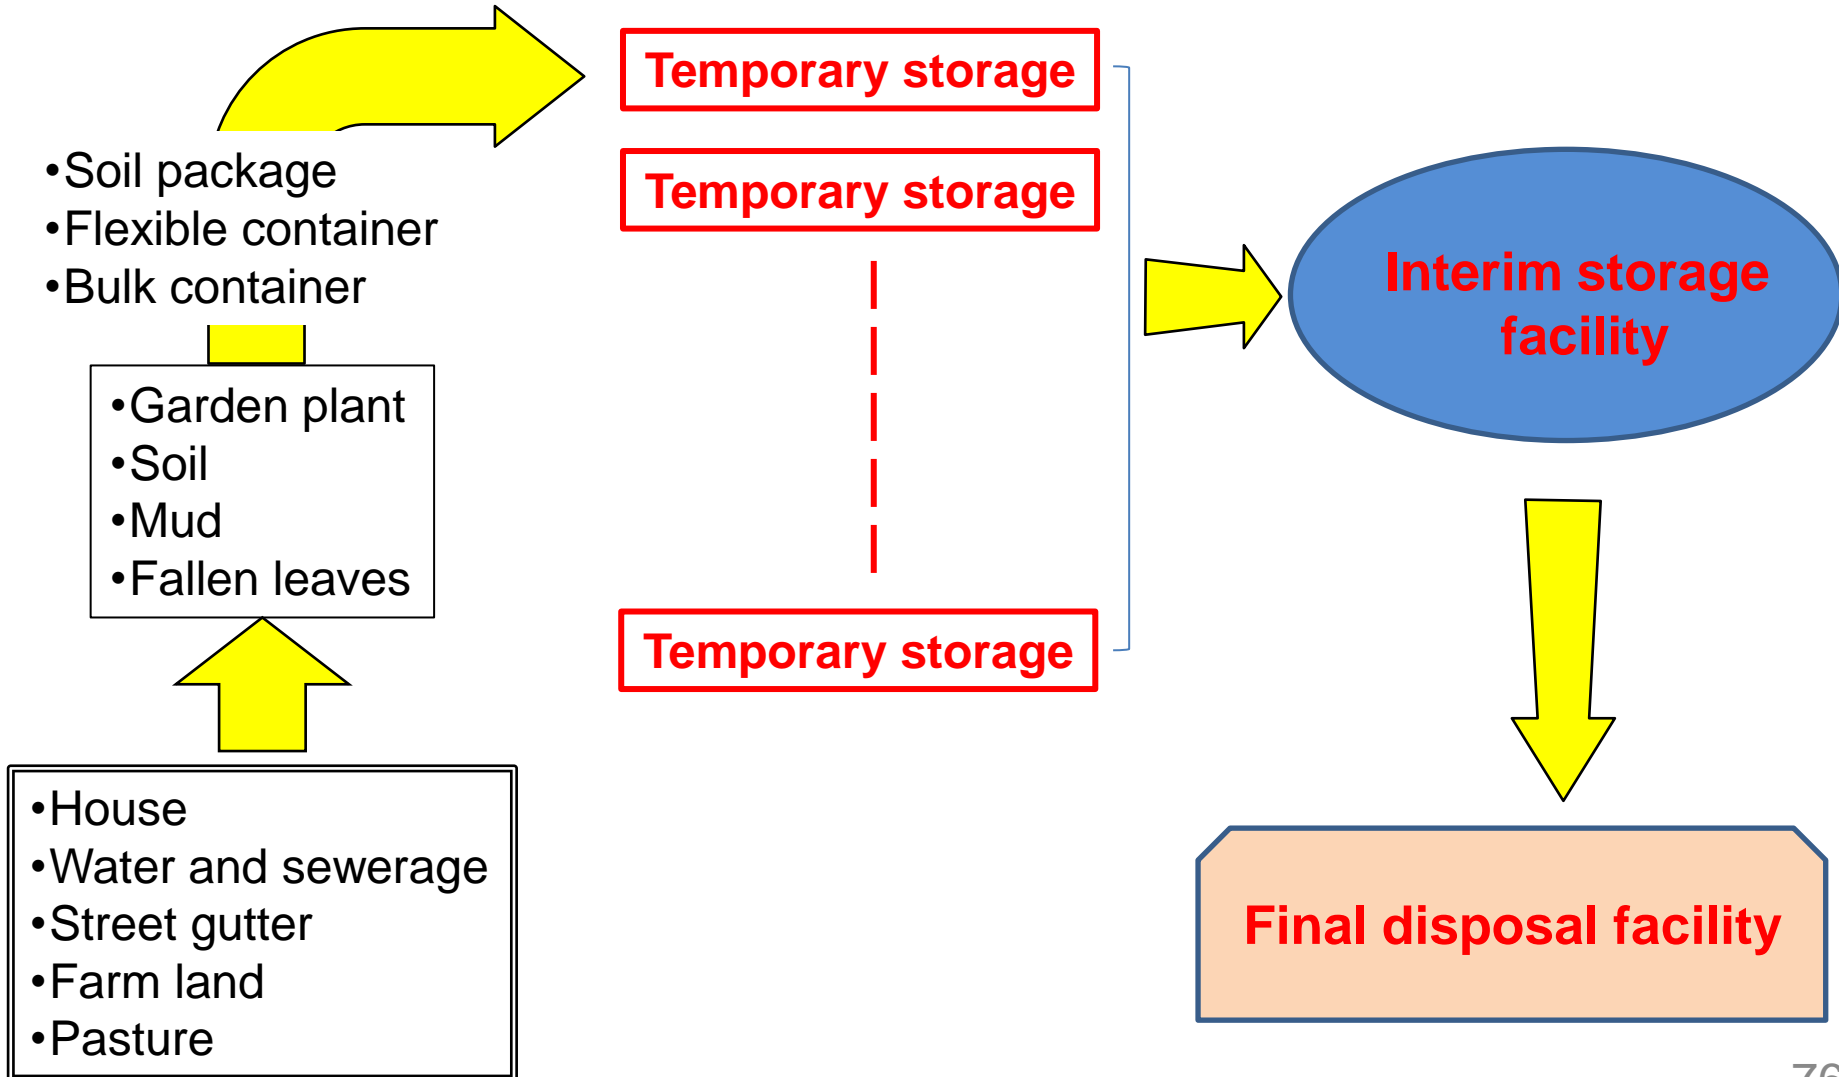 •Soil package
•Flexible container
•Bulk container
•Garden plant
•Soil
•Mud
•Fallen leaves
•House
•Water and sewerage
•Street gutter
•Farm land
•Pasture
Temporary storage
Temporary storage
Temporary storage
Interim storage
facility
Final disposal facility
76